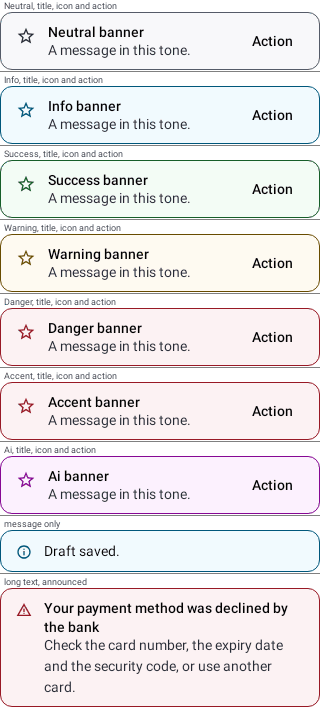 Neutral, title, icon and action
Neutral banner
A message in this tone.
Action
Info, title, icon and action
Info banner
A message in this tone.
Action
Success, title, icon and action
Success banner
A message in this tone.
Action
Warning, title, icon and action
Warning banner
A message in this tone.
Action
Danger, title, icon and action
Danger banner
A message in this tone.
Action
Accent, title, icon and action
Accent banner
A message in this tone.
Action
Ai, title, icon and action
Ai banner
A message in this tone.
Action
message only
Draft saved.
long text, announced
Your payment method was declined by
the bank
Check the card number, the expiry date
and the security code, or use another
card.